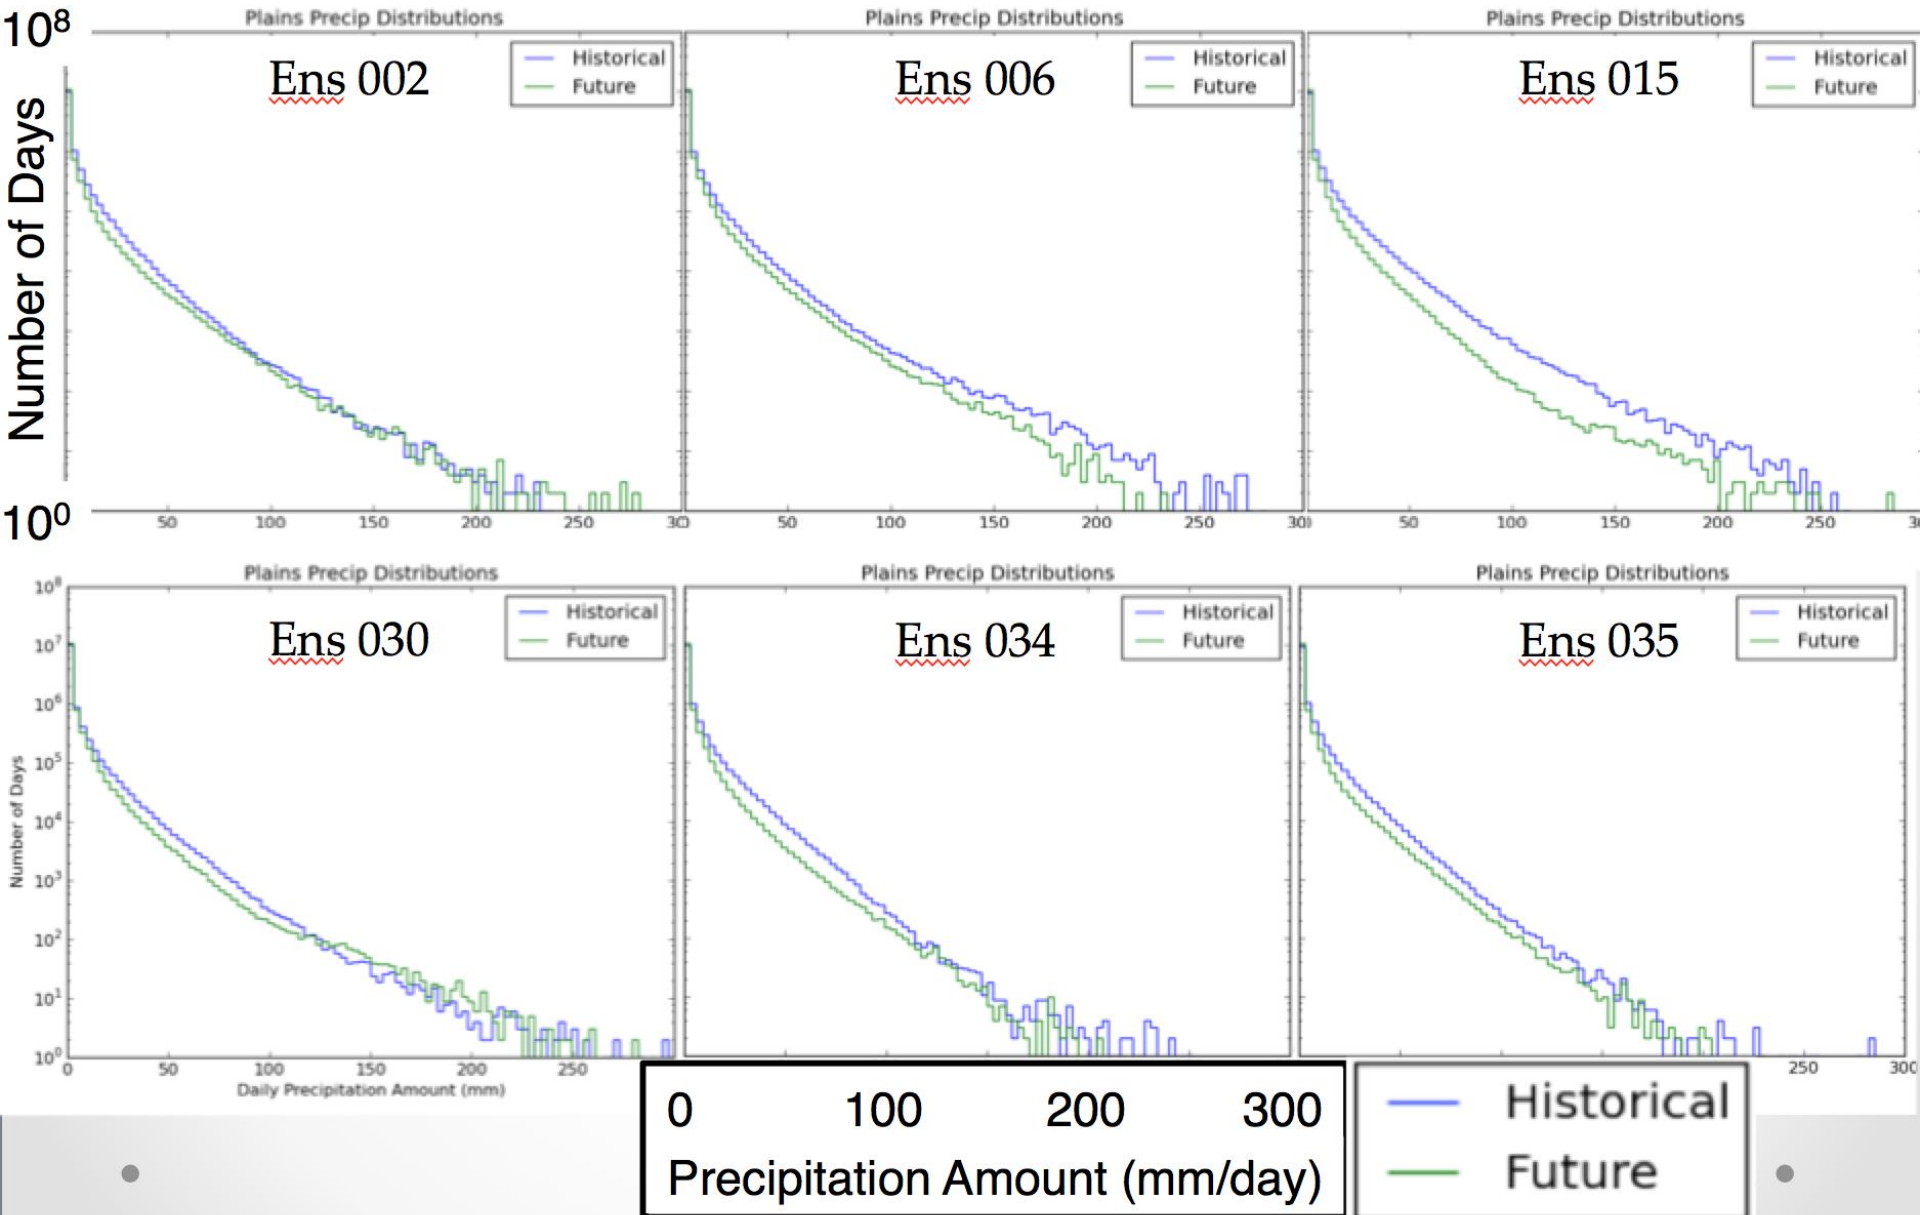 Plains Precip Distributions
Plains Precip Distributions
Plains Precip Distributions
10⁸
Ens 002
Historical
Future
Ens 006
Historical
Future
Ens 015
Historical
Future
Number of Days
10⁰
50 100 150 200 250 30
50 100 150 200 250 30
50 100 150 200 250 3
Plains Precip Distributions
Plains Precip Distributions
Plains Precip Distributions
10⁸
10⁷
10⁶
10⁵
10⁴
10³
10²
10¹
10⁰
Number of Days
Ens 030
Historical
Future
Ens 034
Historical
Future
Ens 035
Historical
Future
0 50 100 150 200 250
Daily Precipitation Amount (mm)
250 300
0 100 200 300
Precipitation Amount (mm/day)
Historical
Future